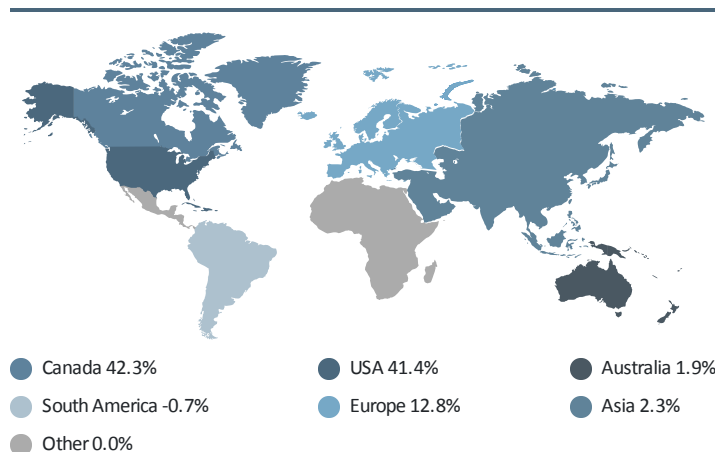 Canada 42.3%
USA 41.4%
Australia 1.9%
South America -0.7%
Europe 12.8%
Asia 2.3%
Other 0.0%